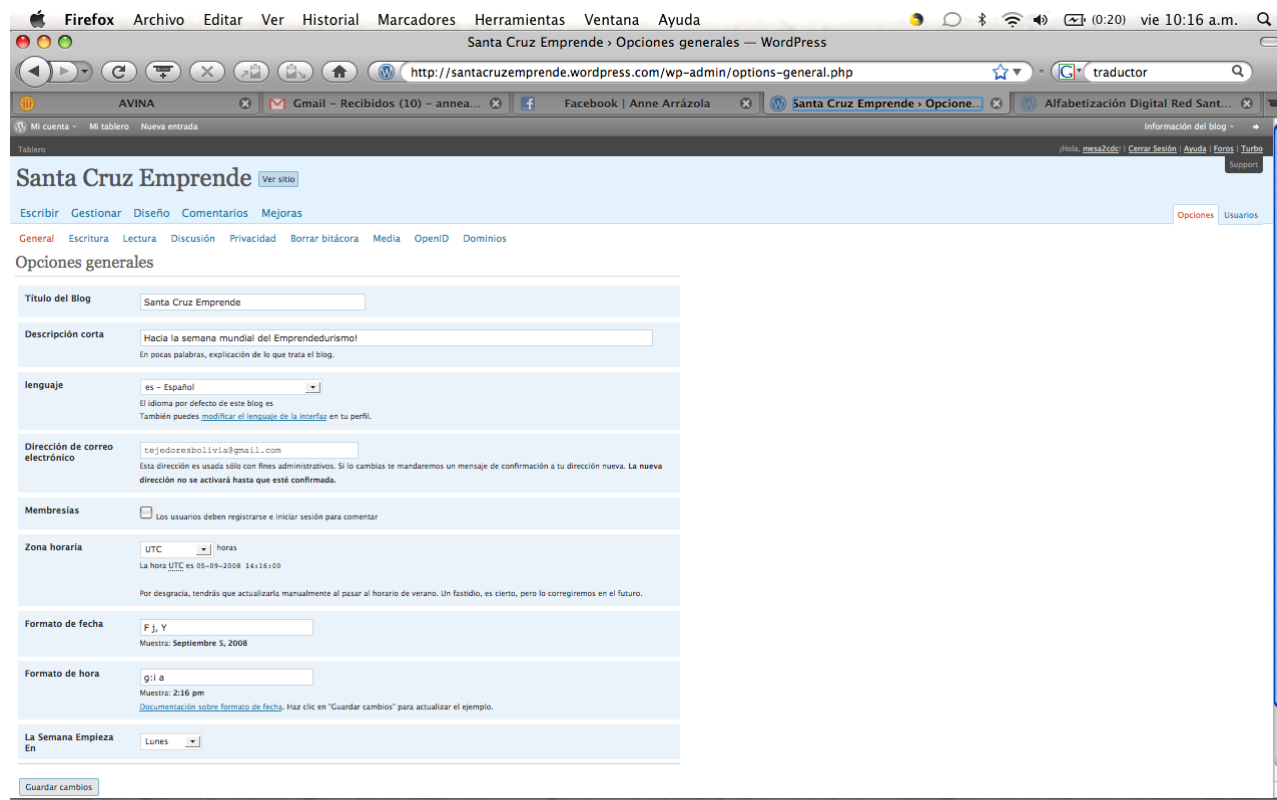 Firefox Archivo Editar Ver Historial Marcadores Herramientas Ventana Ayuda (0:20) vie 10:16 a.m.
Santa Cruz Emprende › Opciones generales — WordPress
http://santacruzemprende.wordpress.com/wp-admin/options-general.php traductor
AVINA Gmail – Recibidos (10) – annea... Facebook | Anne Arrázola Santa Cruz Emprende › Opcione... Alfabetización Digital Red Sant...
Mi cuenta Mi tablero Nueva entrada Información del blog
Tablero ¡Hola, mesa2cdc! | Cerrar Sesión | Ayuda | Foros | Turbo
Support
Santa Cruz Emprende Ver sitio
Escribir Gestionar Diseño Comentarios Mejoras Opciones Usuarios
General Escritura Lectura Discusión Privacidad Borrar bitácora Media OpenID Dominios
Opciones generales
Título del Blog Santa Cruz Emprende
Descripción corta Hacia la semana mundial del Emprendedurismo!
En pocas palabras, explicación de lo que trata el blog.
lenguaje es – Español
El idioma por defecto de este blog es
También puedes modificar el lenguaje de la interfaz en tu perfil.
Dirección de correo electrónico tejedoresbolivia@gmail.com
Esta dirección es usada sólo con fines administrativos. Si lo cambias te mandaremos un mensaje de confirmación a tu dirección nueva. La nueva
dirección no se activará hasta que esté confirmada.
Membresías Los usuarios deben registrarse e iniciar sesión para comentar
Zona horaria UTC horas
La hora UTC es 05-09-2008 14:16:00
Por desgracia, tendrás que actualizarla manualmente al pasar al horario de verano. Un fastidio, es cierto, pero lo corregiremos en el futuro.
Formato de fecha F j, Y
Muestra: Septiembre 5, 2008
Formato de hora g:i a
Muestra: 2:16 pm
Documentación sobre formato de fecha. Haz clic en "Guardar cambios" para actualizar el ejemplo.
La Semana Empieza En Lunes
Guardar cambios